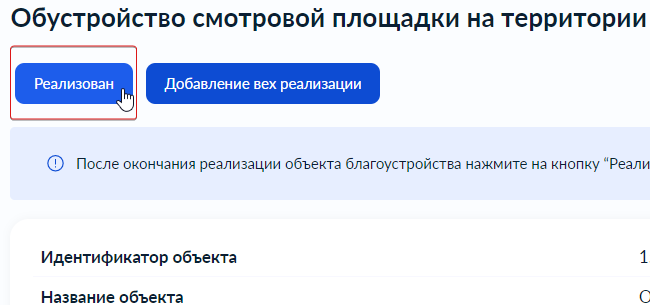 Обустройство смотровой площадки на территории
Реализован Добавление вех реализации
После окончания реализации объекта благоустройства нажмите на кнопку “Реали
Идентификатор объекта 1
Название объекта О